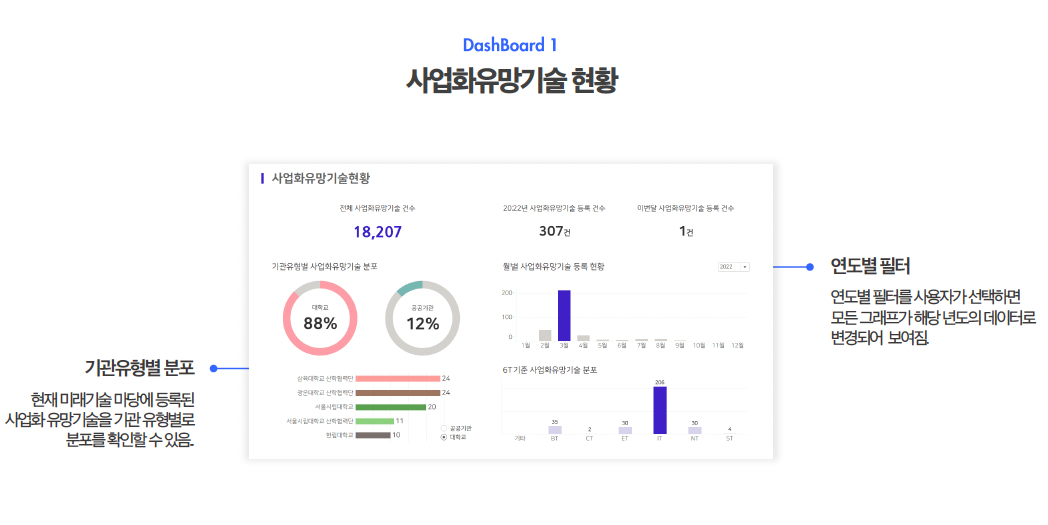 DashBoard 1
사업화유망기술 현황
사업화유망기술현황
전체 사업화유망기술 건수
18,207
2022년 사업화유망기술 등록 건수
307건
이번달 사업화유망기술 등록 건수
1건
기관유형별 사업화유망기술 분포
대학교
88%
공공기관
12%
삼육대학교 산학협력단 24
광운대학교 산학협력단 24
서울시립대학교 20
서울시립대학교 산학협력단 11
한림대학교 10
공공기관
대학교
월별 사업화유망기술 등록 현황
2022
200
100
0
1월 2월 3월 4월 5월 6월 7월 8월 9월 10월 11월 12월
6T기준 사업화유망기술 분포
35 2 30 206 30 4
기타 BT CT ET IT NT ST
연도별 필터
연도별 필터를 사용자가 선택하면
모든 그래프가 해당 년도의 데이터로
변경되어 보여짐.
기관유형별 분포
현재 미래기술 마당에 등록된
사업화 유망기술을 기관 유형별로
분포를 확인할 수 있음.